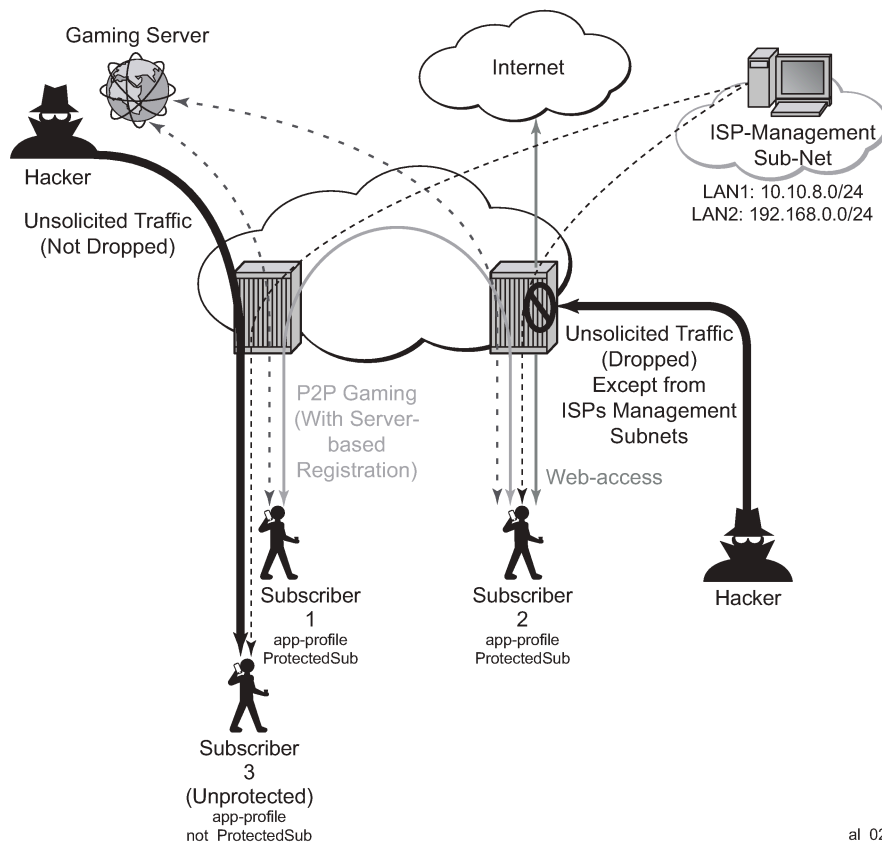 Gaming Server
Internet
ISP-Management
Sub-Net
LAN1: 10.10.8.0/24
LAN2: 192.168.0.0/24
Hacker
Unsolicited Traffic
(Not Dropped)
Unsolicited Traffic
(Dropped)
Except from
ISPs Management
Subnets
P2P Gaming
(With Server-
based
Registration)
Web-access
Subscriber
1
app-profile
ProtectedSub
Subscriber
2
app-profile
ProtectedSub
Hacker
Subscriber
3
(Unprotected)
app-profile
not ProtectedSub
al 02